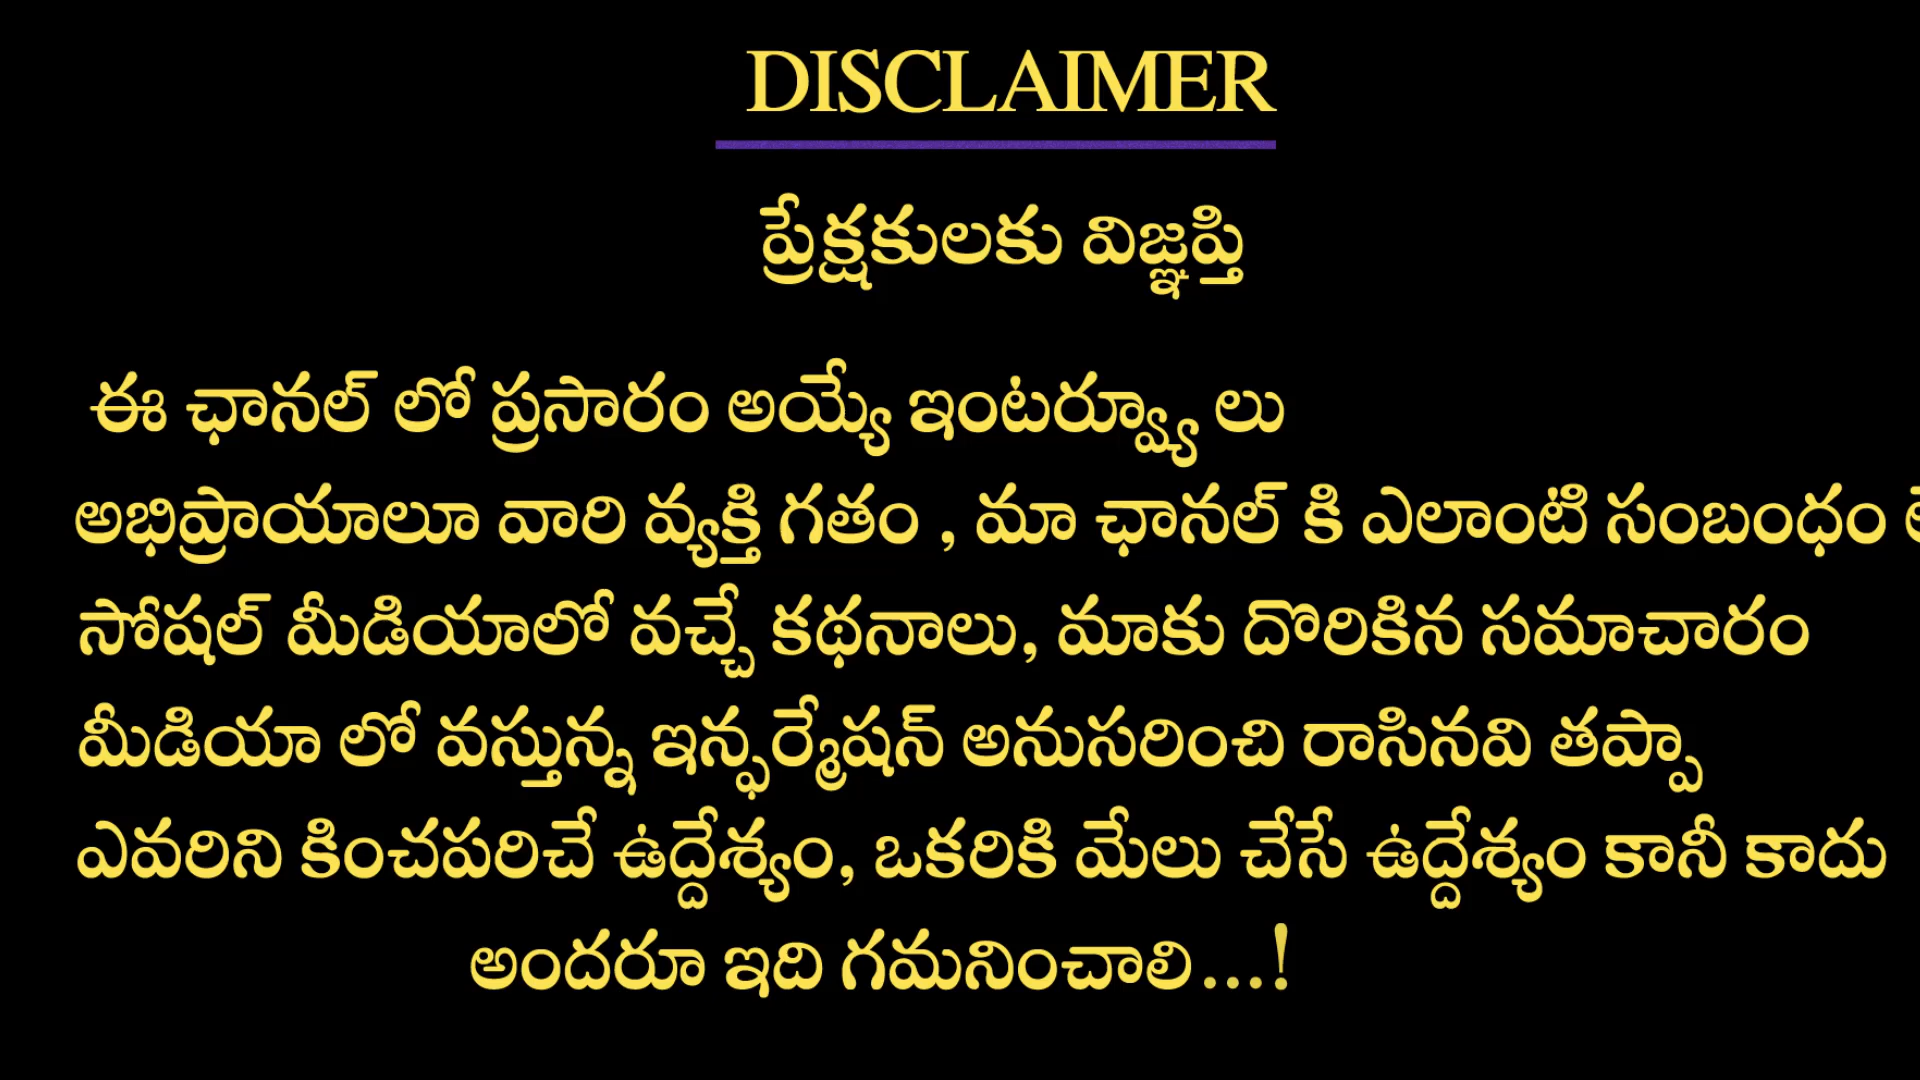 DISCLAIMER
ప్రేక్షకులకు విజ్ఞప్తి
ఈ ఛానల్ లో ప్రసారం అయ్యే ఇంటర్వ్యూ లు
అభిప్రాయాలూ వారి వ్యక్తి గతం , మా ఛానల్ కి ఎలాంటి సంబంధం
సోషల్ మీడియాలో వచ్చే కథనాలు, మాకు దొరికిన సమాచారం
మీడియా లో వస్తున్న ఇన్ఫర్మేషన్ అనుసరించి రాసినవి తప్పా
ఎవరిని కించపరిచే ఉద్దేశ్యం, ఒకరికి మేలు చేసే ఉద్దేశ్యం కానీ కాదు
అందరూ ఇది గమనించాలి...!